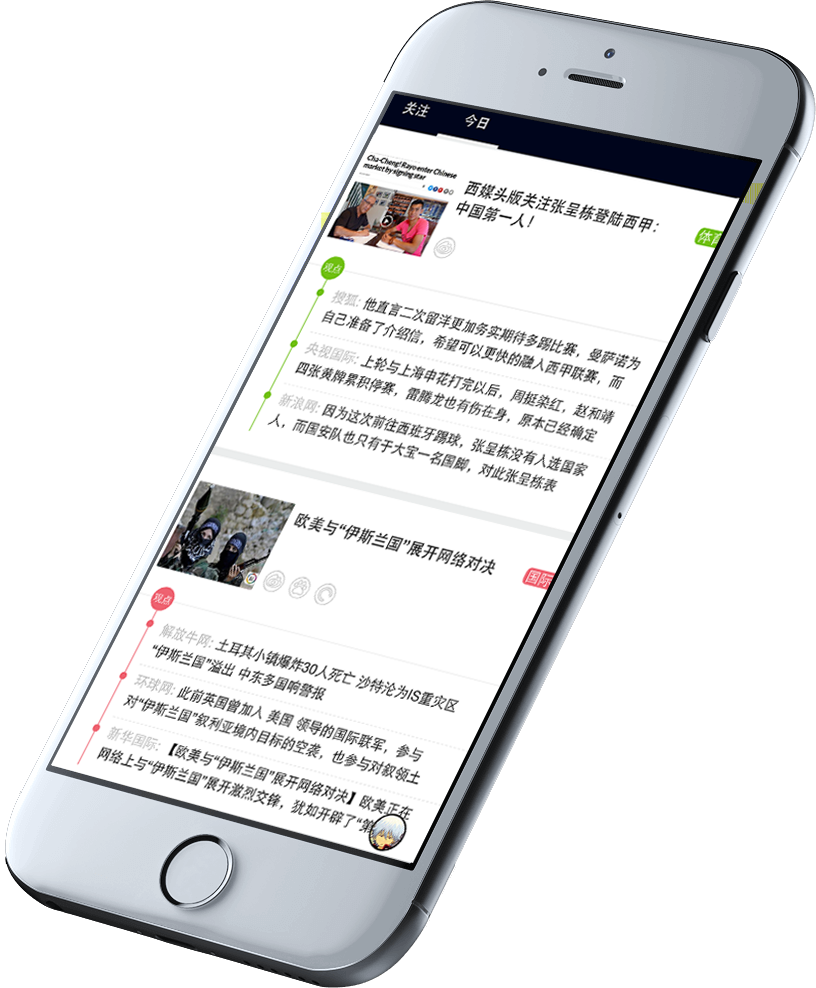 关注
今日
Cha-Cheng! Rayo enter Chinese
market by signing star
西媒头版关注张呈栋登陆西甲：
中国第一人！
体育
观点
搜狐: 他直言二次留洋更加务实期待多踢比赛，曼萨诺为
自己准备了介绍信，希望可以更快的融入西甲联赛，而
央视国际: 上轮与上海申花打完以后，周挺染红，赵和靖
四张黄牌累积停赛，雷腾龙也有伤在身，原本已经确定
新浪网: 因为这次前往西班牙踢球，张呈栋没有入选国家
人，而国安队也只有于大宝一名国脚，对此张呈栋表
欧美与“伊斯兰国”展开网络对决
国际
观点
解放牛网: 土耳其小镇爆炸30人死亡 沙特沦为IS重灾区
“伊斯兰国”溢出 中东多国响警报
环球网: 此前英国曾加入 美国 领导的国际联军，参与
对“伊斯兰国”叙利亚境内目标的空袭，也参与对叙领土
新华国际: 【欧美与“伊斯兰国”展开网络对决】欧美正在
网络上与“伊斯兰国”展开激烈交锋，犹如开辟了“第